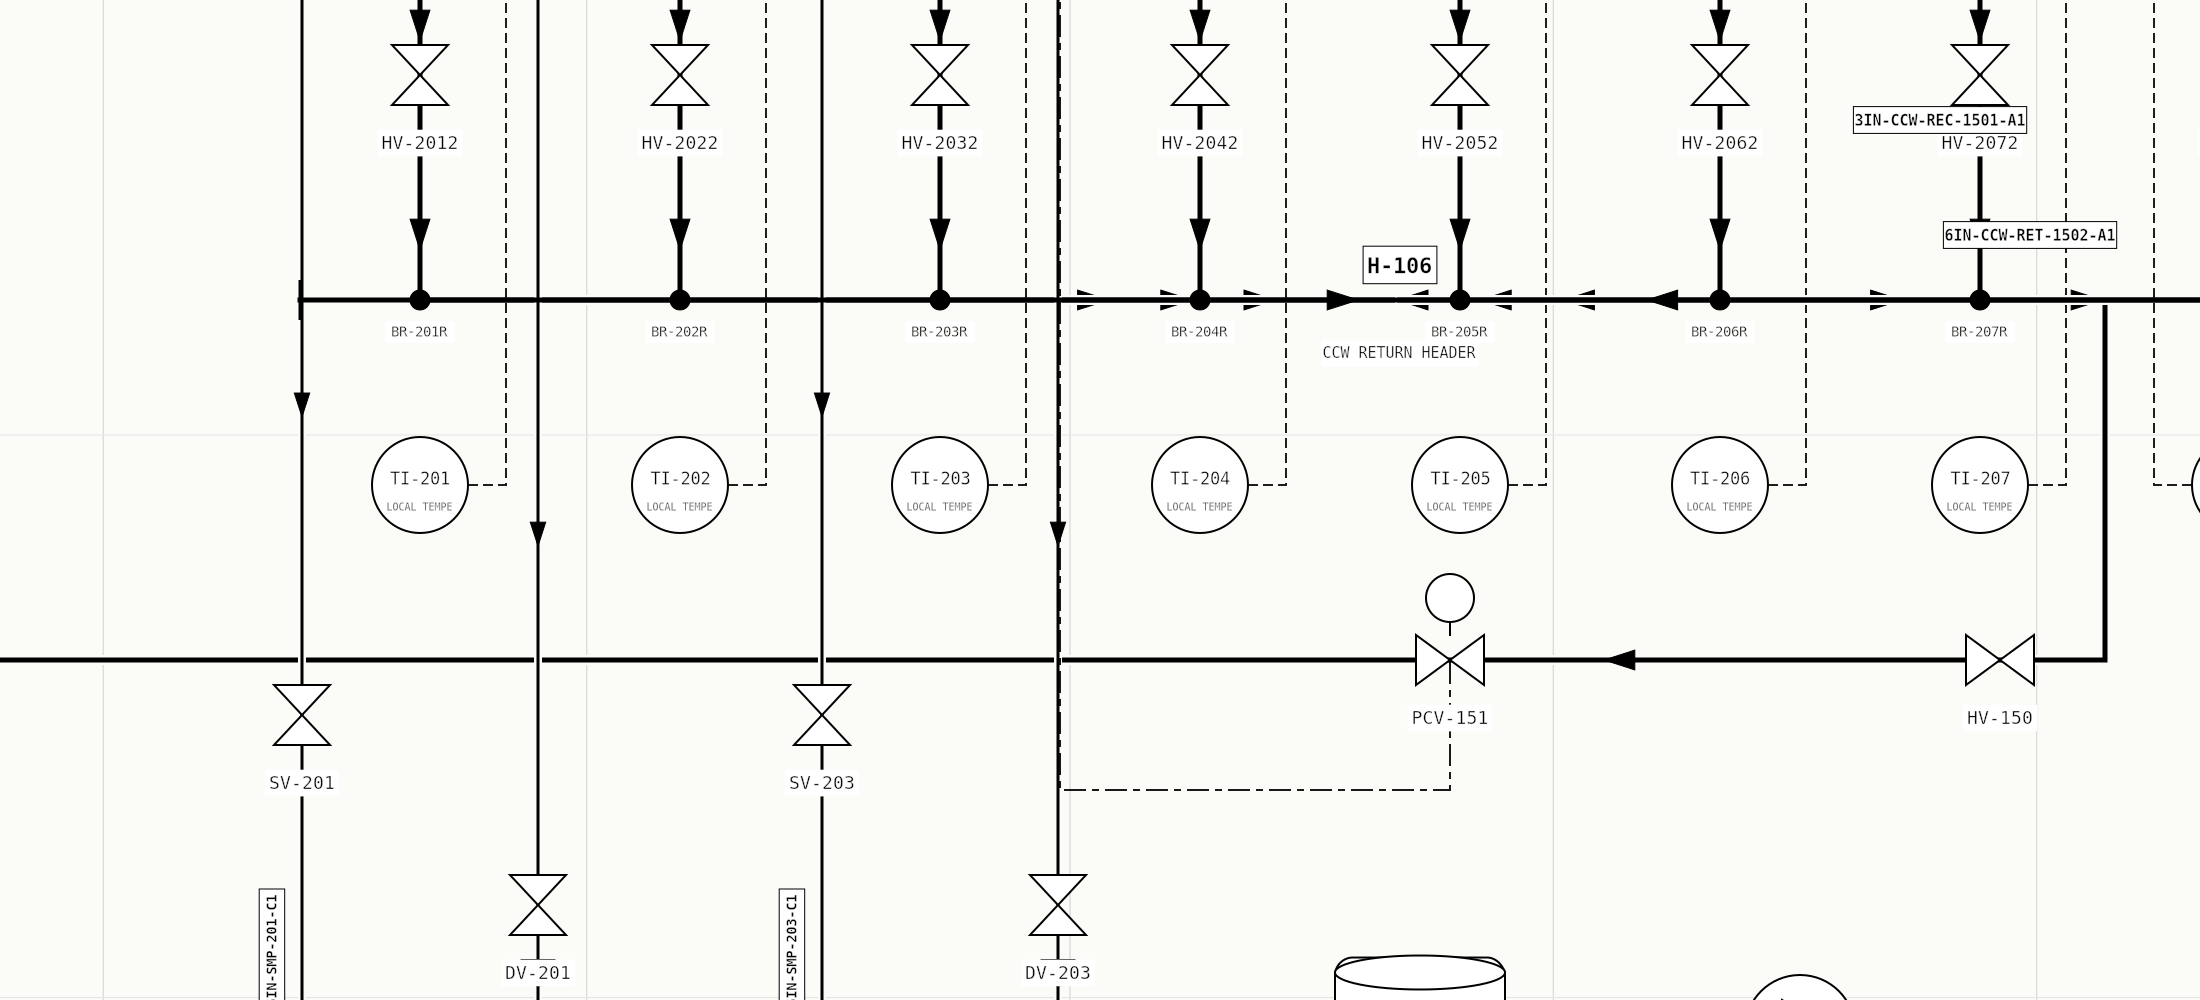 3IN-CCW-REC-1501-A1
HV-2012
HV-2022
HV-2032
HV-2042
HV-2052
HV-2062
HV-2072
6IN-CCW-RET-1502-A1
H-106
BR-201R
BR-202R
BR-203R
BR-204R
BR-205R
BR-206R
BR-207R
CCW RETURN HEADER
TI-201
LOCAL TEMPE
TI-202
LOCAL TEMPE
TI-203
LOCAL TEMPE
TI-204
LOCAL TEMPE
TI-205
LOCAL TEMPE
TI-206
LOCAL TEMPE
TI-207
LOCAL TEMPE
PCV-151
HV-150
SV-201
SV-203
IN-SMP-201-C1
IN-SMP-203-C1
DV-201
DV-203